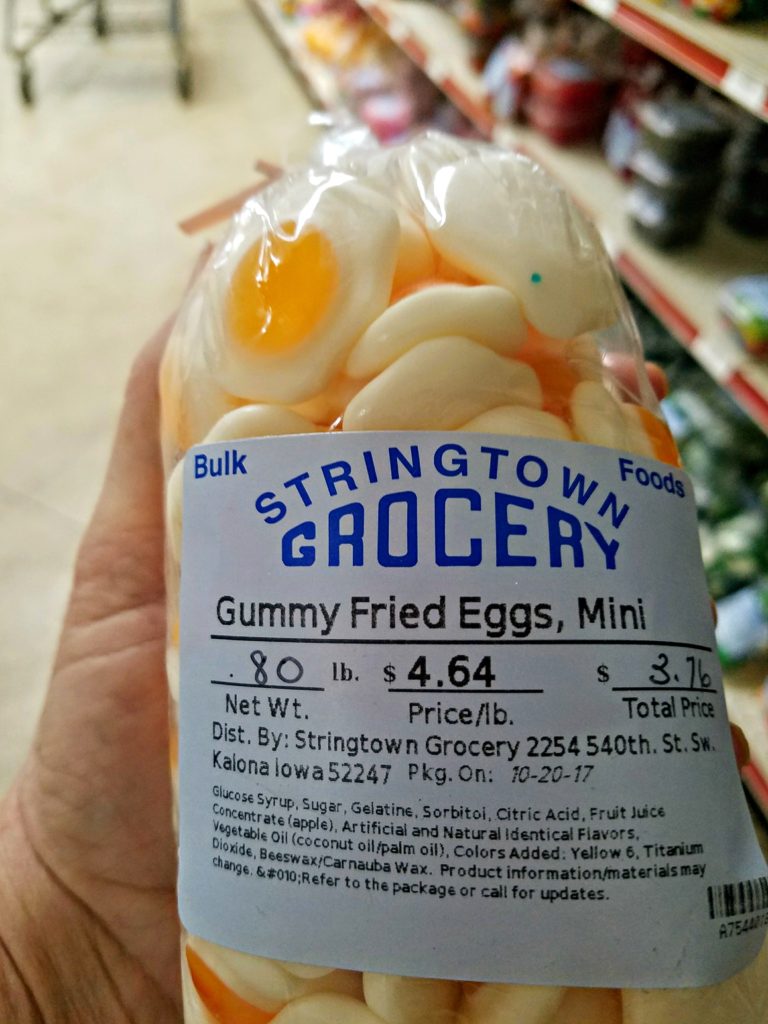 Bulk Foods
STRINGTOWN
GROCERY
Gummy Fried Eggs, Mini
.80 lb. $ 4.64 $ 3.76
Net Wt. Price/lb. Total Price
Dist. By: Stringtown Grocery 2254 540th. St. Sw.
Kalona Iowa 52247 Pkg. On: 10-20-17
Glucose Syrup, Sugar, Gelatine, Sorbitol, Citric Acid, Fruit Juice
Concentrate (apple), Artificial and Natural Identical Flavors,
Vegetable Oil (coconut oil/palm oil), Colors Added: Yellow 6, Titanium
Dioxide, Beeswax/Carnauba Wax. Product information/materials may
change. &#010;Refer to the package or call for updates.